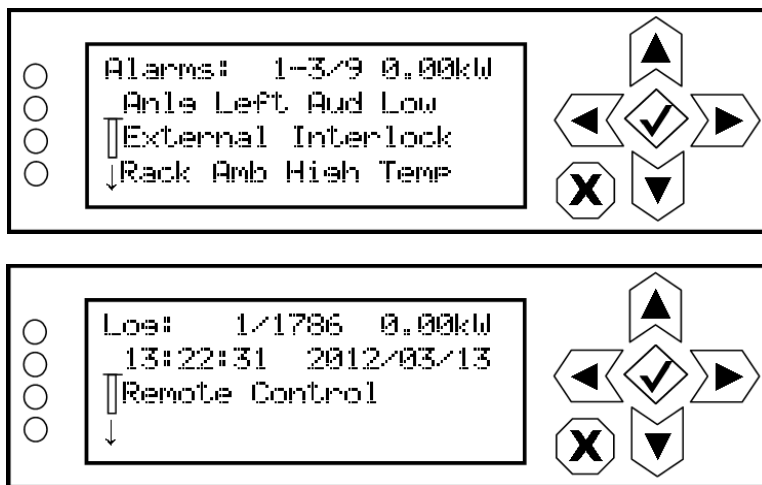 Alarms: 1-3/9 0.00kW
Anlg Left Aud Low
External Interlock
↓Rack Amb High Temp
Log: 1/1786 0.00kW
13:22:31 2012/03/13
Remote Control
↓
X
X